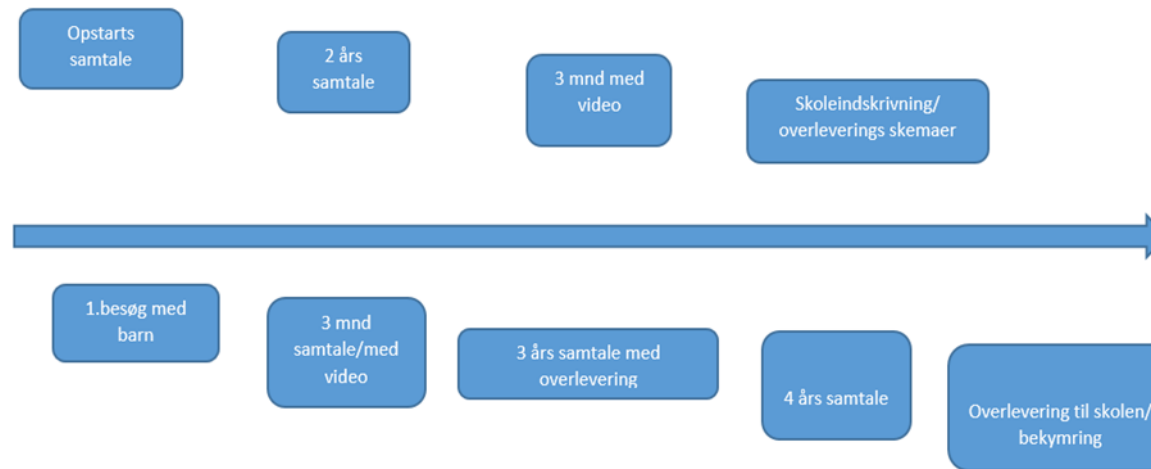 Opstarts
samtale
2 års
samtale
3 mnd med
video
Skoleindskrivning/
overleverings skemaer
1.besøg med
barn
3 mnd
samtale/med
video
3 års samtale med
overlevering
4 års samtale
Overlevering til skolen/
bekymring